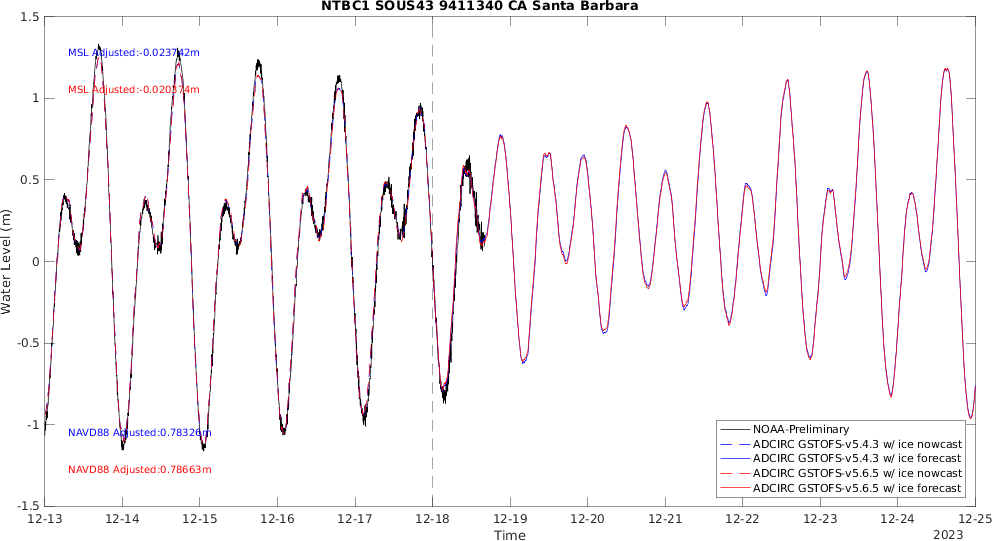 NTBC1 SOUS43 9411340 CA Santa Barbara
1.5
MSL Adjusted:-0.023742m
MSL Adjusted:-0.020374m
1
0.5
0
-0.5
-1
-1.5
Water Level (m)
NAVD88 Adjusted:0.78326m
NAVD88 Adjusted:0.78663m
NOAA-Preliminary
ADCIRC GSTOFS-v5.4.3 w/ ice nowcast
ADCIRC GSTOFS-v5.4.3 w/ ice forecast
ADCIRC GSTOFS-v5.6.5 w/ ice nowcast
ADCIRC GSTOFS-v5.6.5 w/ ice forecast
12-13 12-14 12-15 12-16 12-17 12-18 12-19 12-20 12-21 12-22 12-23 12-24 12-25
Time
2023